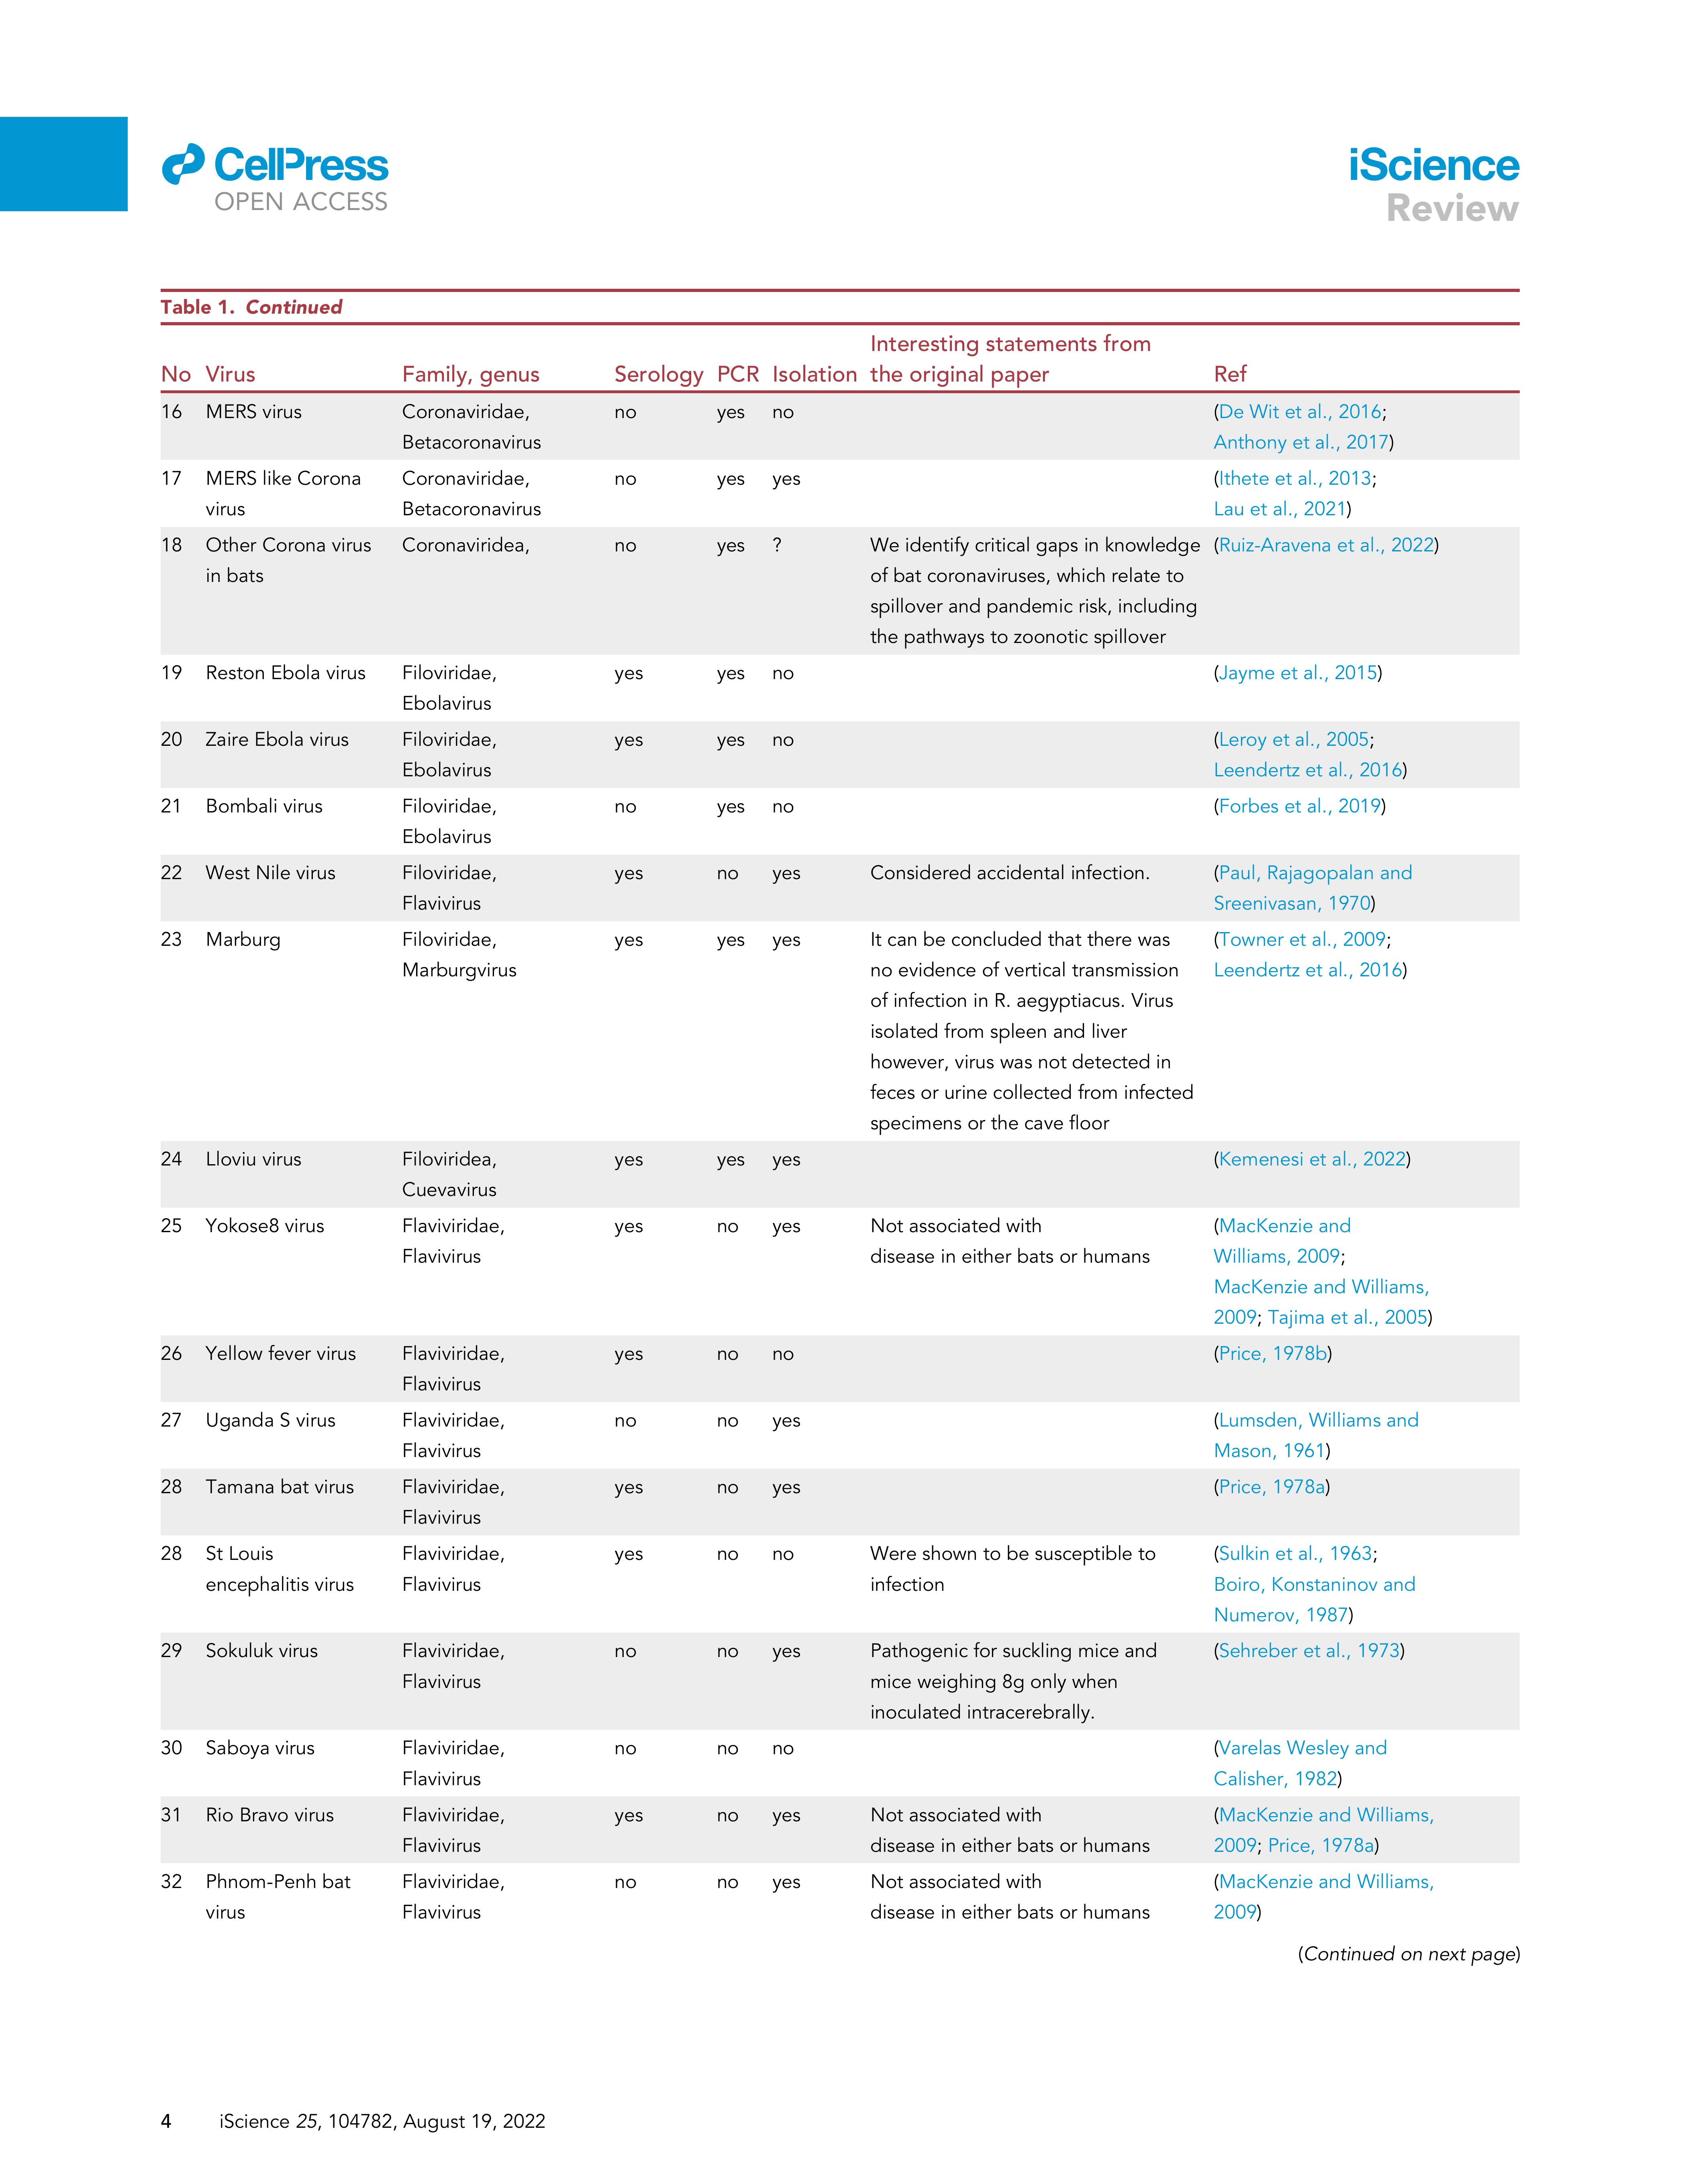 CellPress
OPEN ACCESS
iScience
Review
Table 1. Continued
No Virus Family, genus Serology PCR Isolation Interesting statements from the original paper Ref
16 MERS virus Coronaviridae, no yes no (De Wit et al., 2016;
Betacoronavirus Anthony et al., 2017)
17 MERS like Corona Coronaviridae, no yes yes (Ithete et al., 2013;
virus Betacoronavirus Lau et al., 2021)
18 Other Corona virus Coronaviridea, no yes ? We identify critical gaps in knowledge (Ruiz-Aravena et al., 2022)
in bats of bat coronaviruses, which relate to
spillover and pandemic risk, including
the pathways to zoonotic spillover
19 Reston Ebola virus Filoviridae, yes yes no (Jayme et al., 2015)
Ebolavirus
20 Zaire Ebola virus Filoviridae, yes yes no (Leroy et al., 2005;
Ebolavirus Leendertz et al., 2016)
21 Bombali virus Filoviridae, no yes no (Forbes et al., 2019)
Ebolavirus
22 West Nile virus Filoviridae, yes no yes Considered accidental infection. (Paul, Rajagopalan and
Flavivirus Sreenivasan, 1970)
23 Marburg Filoviridae, yes yes yes It can be concluded that there was (Towner et al., 2009;
Marburgvirus no evidence of vertical transmission Leendertz et al., 2016)
of infection in R. aegyptiacus. Virus
isolated from spleen and liver
however, virus was not detected in
feces or urine collected from infected
specimens or the cave floor
24 Lloviu virus Filoviridea, yes yes yes (Kemenesi et al., 2022)
Cuevavirus
25 Yokose8 virus Flaviviridae, yes no yes Not associated with (MacKenzie and
Flavivirus disease in either bats or humans Williams, 2009;
MacKenzie and Williams,
2009; Tajima et al., 2005)
26 Yellow fever virus Flaviviridae, yes no no (Price, 1978b)
Flavivirus
27 Uganda S virus Flaviviridae, no no yes (Lumsden, Williams and
Flavivirus Mason, 1961)
28 Tamana bat virus Flaviviridae, yes no yes (Price, 1978a)
Flavivirus
28 St Louis Flaviviridae, yes no no Were shown to be susceptible to (Sulkin et al., 1963;
encephalitis virus Flavivirus infection Boiro, Konstaninov and
Numerov, 1987)
29 Sokuluk virus Flaviviridae, no no yes Pathogenic for suckling mice and (Sehreber et al., 1973)
Flavivirus mice weighing 8g only when
inoculated intracerebrally.
30 Saboya virus Flaviviridae, no no no (Varelas Wesley and
Flavivirus Calisher, 1982)
31 Rio Bravo virus Flaviviridae, yes no yes Not associated with (MacKenzie and Williams,
Flavivirus disease in either bats or humans 2009; Price, 1978a)
32 Phnom-Penh bat Flaviviridae, no no yes Not associated with (MacKenzie and Williams,
virus Flavivirus disease in either bats or humans 2009)
(Continued on next page)
4 iScience 25, 104782, August 19, 2022